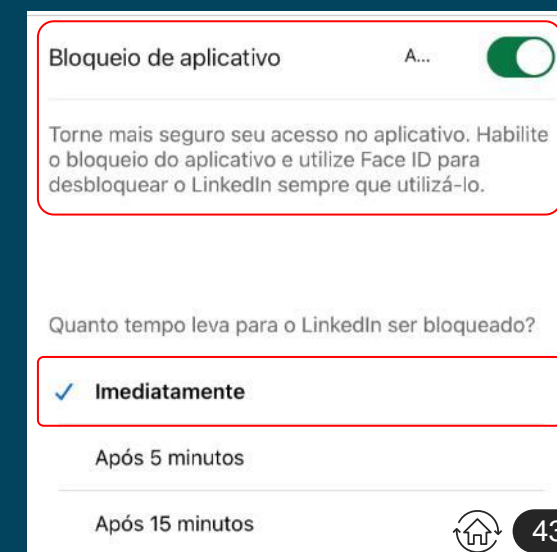 Bloqueio de aplicativo A...
Torne mais seguro seu acesso no aplicativo. Habilite
o bloqueio do aplicativo e utilize Face ID para
desbloquear o LinkedIn sempre que utilizá-lo.
Quanto tempo leva para o LinkedIn ser bloqueado?
Imediatamente
Após 5 minutos
Após 15 minutos
43